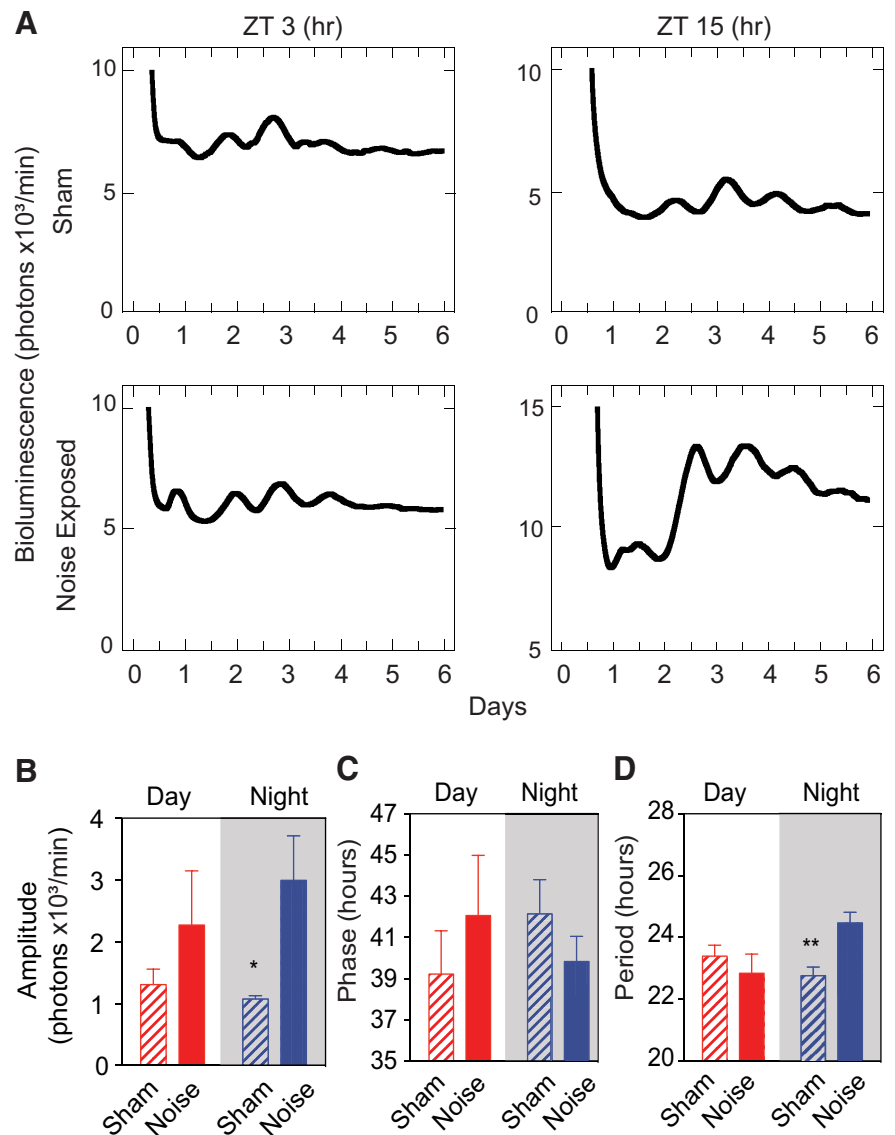 A
ZT 3 (hr)
ZT 15 (hr)
Bioluminescence (photons x10³/min)
Sham
10
5
0
0 1 2 3 4 5 6
10
5
0
0 1 2 3 4 5 6
Noise Exposed
10
5
0
0 1 2 3 4 5 6
15
10
5
0 1 2 3 4 5 6
Days
B
Day Night
Amplitude
(photons x10³/min)
4
3
2
1
0
*
Sham Noise Sham Noise
C
Day Night
Phase (hours)
47
45
43
41
39
37
35
Sham Noise Sham Noise
D
Day Night
Period (hours)
28
26
24
22
20
**
Sham Noise Sham Noise